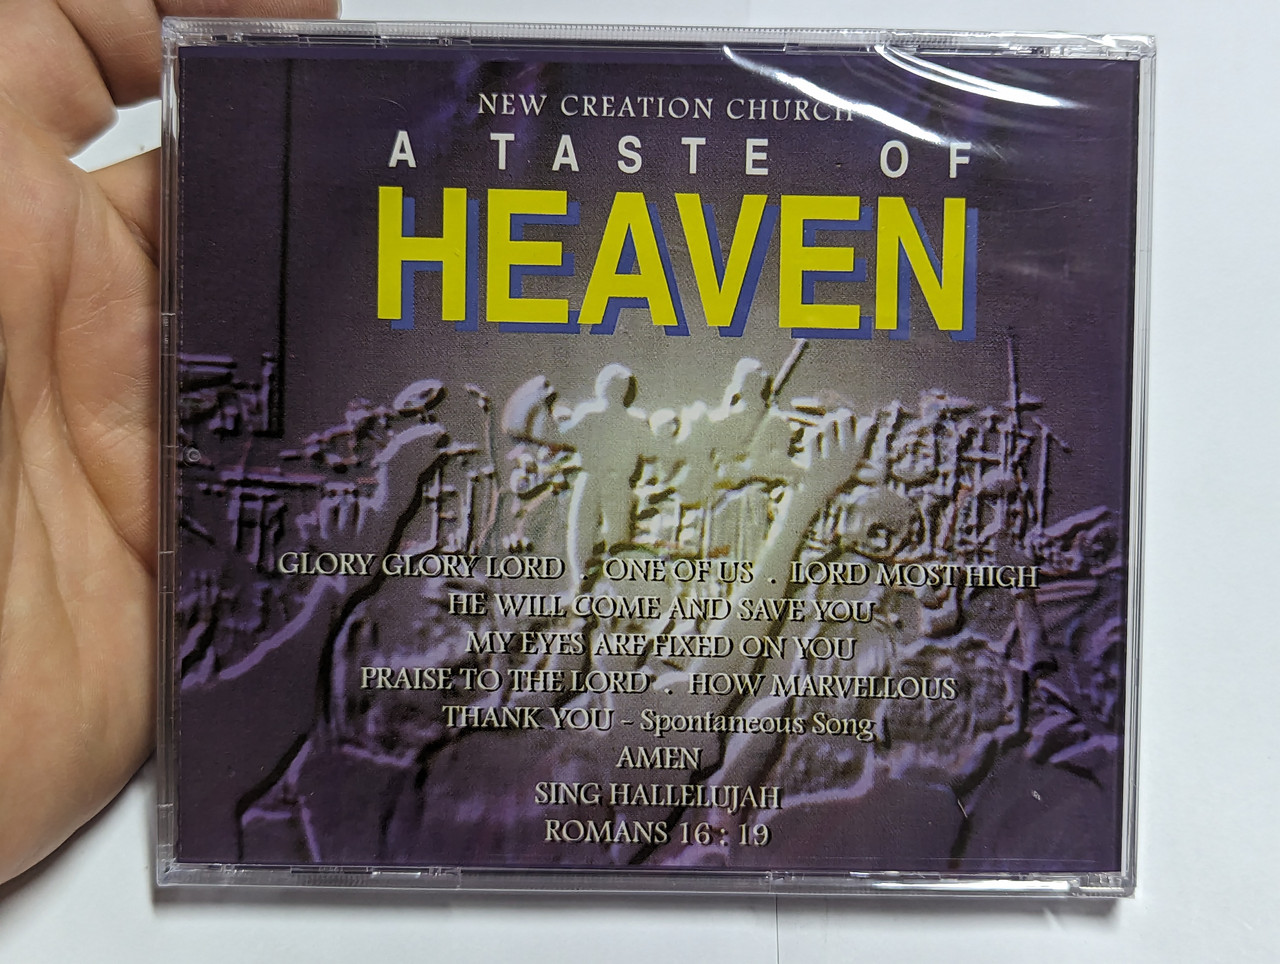 NEW CREATION CHURCH
A TASTE OF
HEAVEN
GLORY GLORY LORD . ONE OF US . LORD MOST HIGH
HE WILL COME AND SAVE YOU
MY EYES ARE FIXED ON YOU
PRAISE TO THE LORD . HOW MARVELLOUS
THANK YOU - Spontaneous Song
AMEN
SING HALLELUJAH
ROMANS 16 : 19